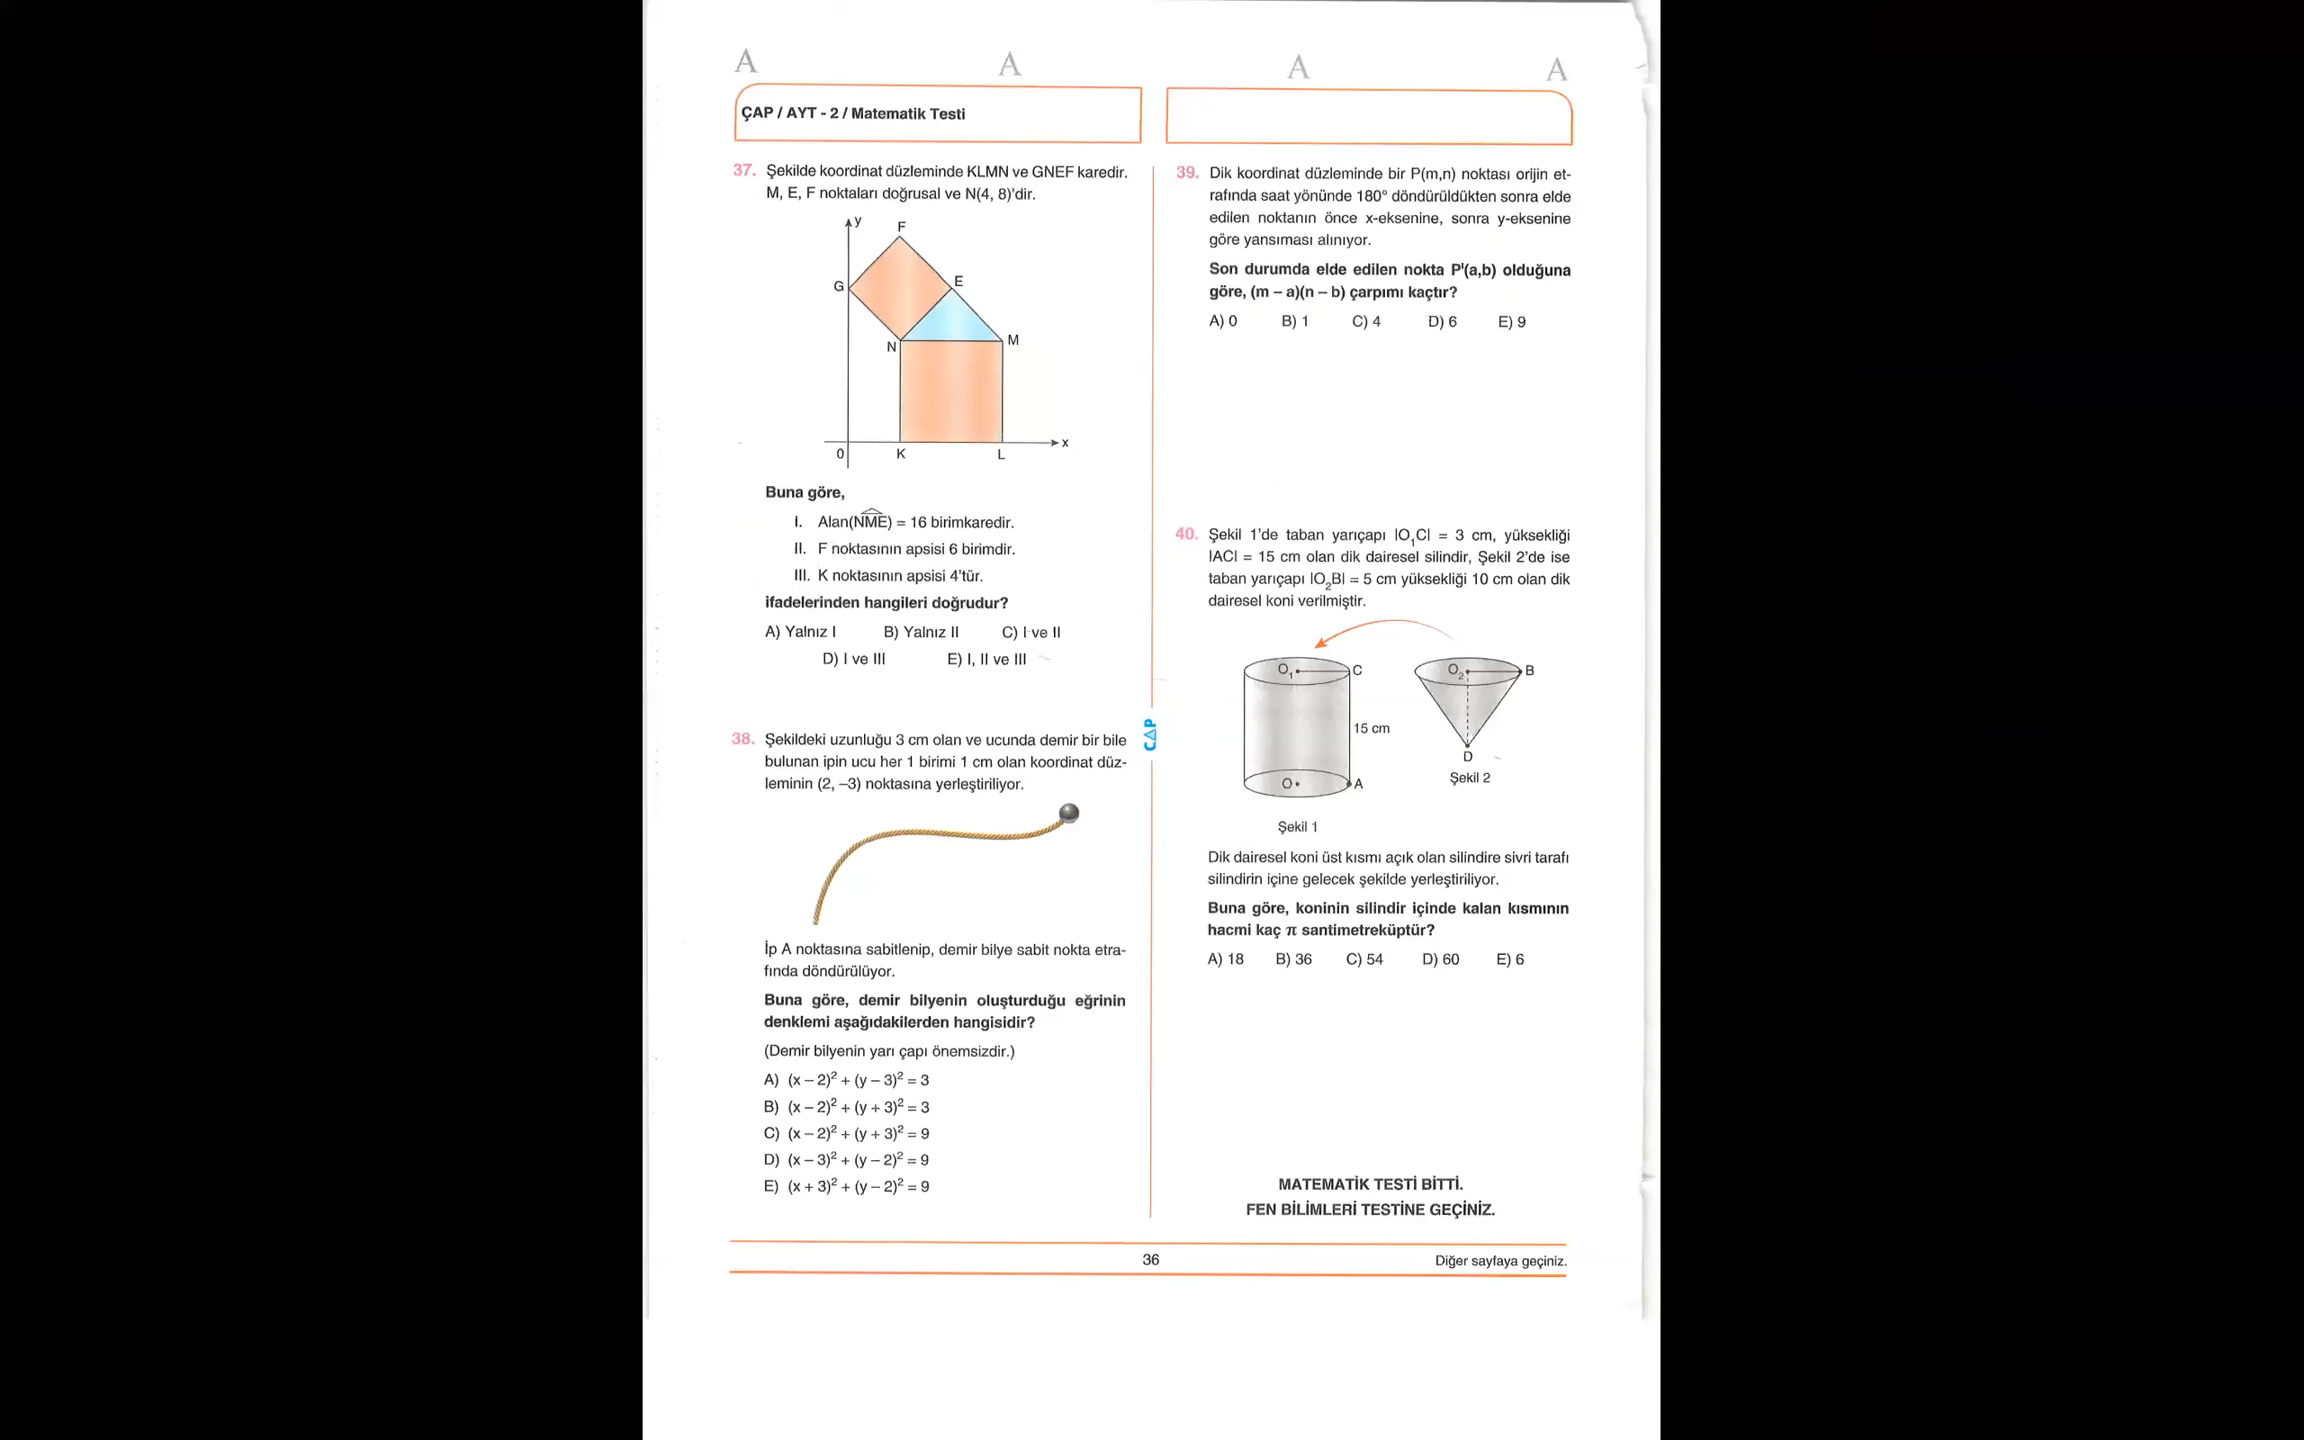 A A A A
ÇAP / AYT - 2 / Matematik Testi
37. Şekilde koordinat düzleminde KLMN ve GNEF karedir.
M, E, F noktaları doğrusal ve N(4, 8)'dir.
y
F
G
E
N
M
0
K
L
x
Buna göre,
I. Alan(NME) = 16 birimkaredir.
II. F noktasının apsisi 6 birimdir.
III. K noktasının apsisi 4'tür.
ifadelerinden hangileri doğrudur?
A) Yalnız I B) Yalnız II C) I ve II
D) I ve III E) I, II ve III
38. Şekildeki uzunluğu 3 cm olan ve ucunda demir bir bile
bulunan ipin ucu her 1 birimi 1 cm olan koordinat düz-
leminin (2, –3) noktasına yerleştiriliyor.
İp A noktasına sabitlenip, demir bilye sabit nokta etra-
fında döndürülüyor.
Buna göre, demir bilyenin oluşturduğu eğrinin
denklemi aşağıdakilerden hangisidir?
(Demir bilyenin yarı çapı önemsizdir.)
A) (x – 2)² + (y – 3)² = 3
B) (x – 2)² + (y + 3)² = 3
C) (x – 2)² + (y + 3)² = 9
D) (x – 3)² + (y – 2)² = 9
E) (x + 3)² + (y – 2)² = 9
ÇAP
39. Dik koordinat düzleminde bir P(m,n) noktası orijin et-
rafında saat yönünde 180° döndürüldükten sonra elde
edilen noktanın önce x-eksenine, sonra y-eksenine
göre yansıması alınıyor.
Son durumda elde edilen nokta P'(a,b) olduğuna
göre, (m – a)(n – b) çarpımı kaçtır?
A) 0 B) 1 C) 4 D) 6 E) 9
40. Şekil 1'de taban yarıçapı |O₁C| = 3 cm, yüksekliği
|AC| = 15 cm olan dik dairesel silindir, Şekil 2'de ise
taban yarıçapı |O₂B| = 5 cm yüksekliği 10 cm olan dik
dairesel koni verilmiştir.
O₁ C
O₂ B
15 cm
D
O A
Şekil 2
Şekil 1
Dik dairesel koni üst kısmı açık olan silindire sivri tarafı
silindirin içine gelecek şekilde yerleştiriliyor.
Buna göre, koninin silindir içinde kalan kısmının
hacmi kaç π santimetreküptür?
A) 18 B) 36 C) 54 D) 60 E) 6
MATEMATİK TESTİ BİTTİ.
FEN BİLİMLERİ TESTİNE GEÇİNİZ.
36
Diğer sayfaya geçiniz.